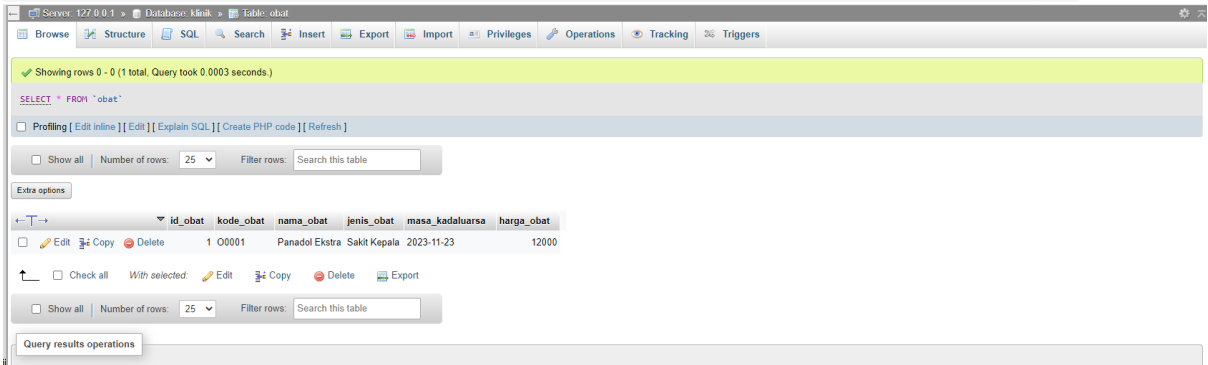 Server: 127.0.0.1 » Database: klinik » Table: obat
Browse Structure SQL Search Insert Export Import Privileges Operations Tracking Triggers
Showing rows 0 - 0 (1 total, Query took 0.0003 seconds.)
SELECT * FROM `obat`
Profiling [ Edit inline ] [ Edit ] [ Explain SQL ] [ Create PHP code ] [ Refresh ]
Show all | Number of rows: 25 Filter rows: Search this table
Extra options
←T→ id_obat kode_obat nama_obat jenis_obat masa_kadaluarsa harga_obat
Edit Copy Delete 1 O0001 Panadol Ekstra Sakit Kepala 2023-11-23 12000
Check all With selected: Edit Copy Delete Export
Show all | Number of rows: 25 Filter rows: Search this table
Query results operations